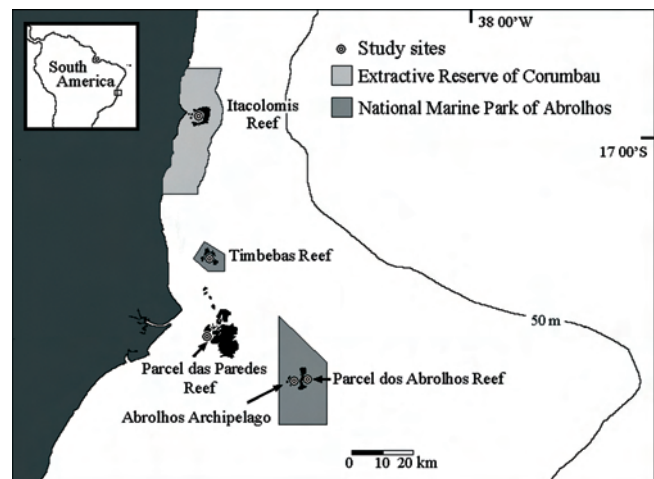 38 00'W
South
America
Study sites
Extractive Reserve of Corumbau
National Marine Park of Abrolhos
Itacolomis
Reef
17 00'S
Timbebas Reef
50 m
Parcel das Paredes
Reef
Parcel dos Abrolhos Reef
Abrolhos Archipelago
0 10 20 km